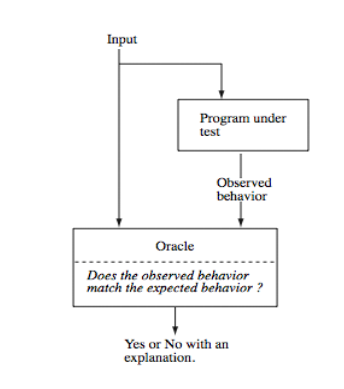 Input
Program under
test
Observed
behavior
Oracle
Does the observed behavior
match the expected behavior ?
Yes or No with an
explanation.